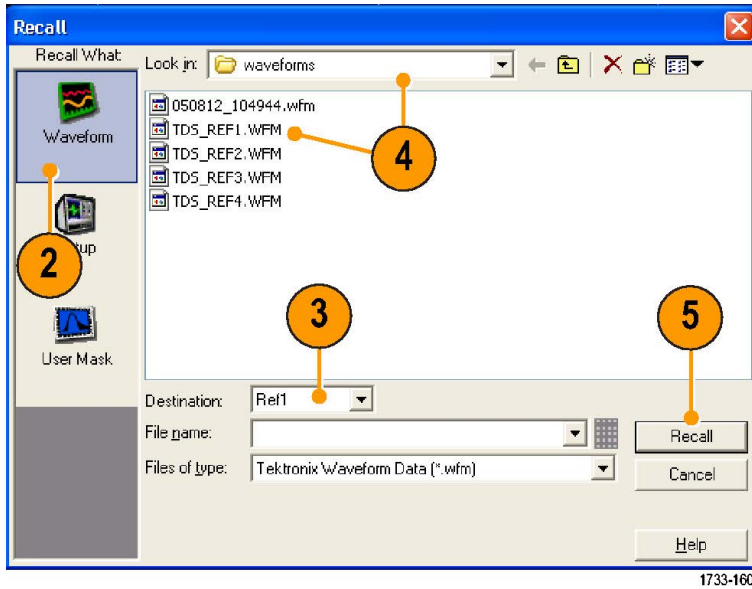 Recall
Recall What:
Look in: waveforms
Waveform
050812_104944.wfm
TDS_REF1.WFM
TDS_REF2.WFM
TDS_REF3.WFM
TDS_REF4.WFM
4
2
tup
3
5
User Mask
Destination: Ref1
File name:
Recall
Files of type: Tektronix Waveform Data (*.wfm)
Cancel
Help
1733-160